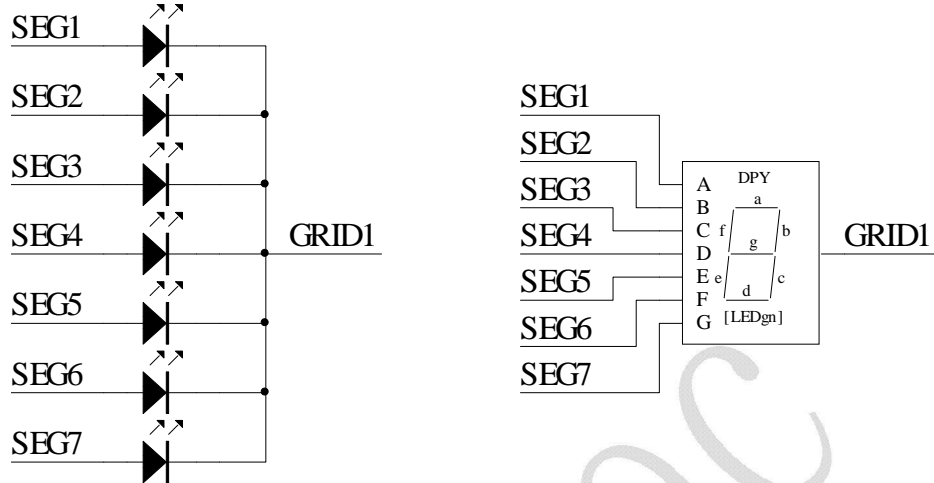 SEG1
SEG2
SEG3
SEG4
SEG5
SEG6
SEG7
GRID1
SEG1
SEG2
SEG3
SEG4
SEG5
SEG6
SEG7
DPY
A
B
C
D
E
F
G
a
f b
g
e c
d
[LEDgn]
GRID1